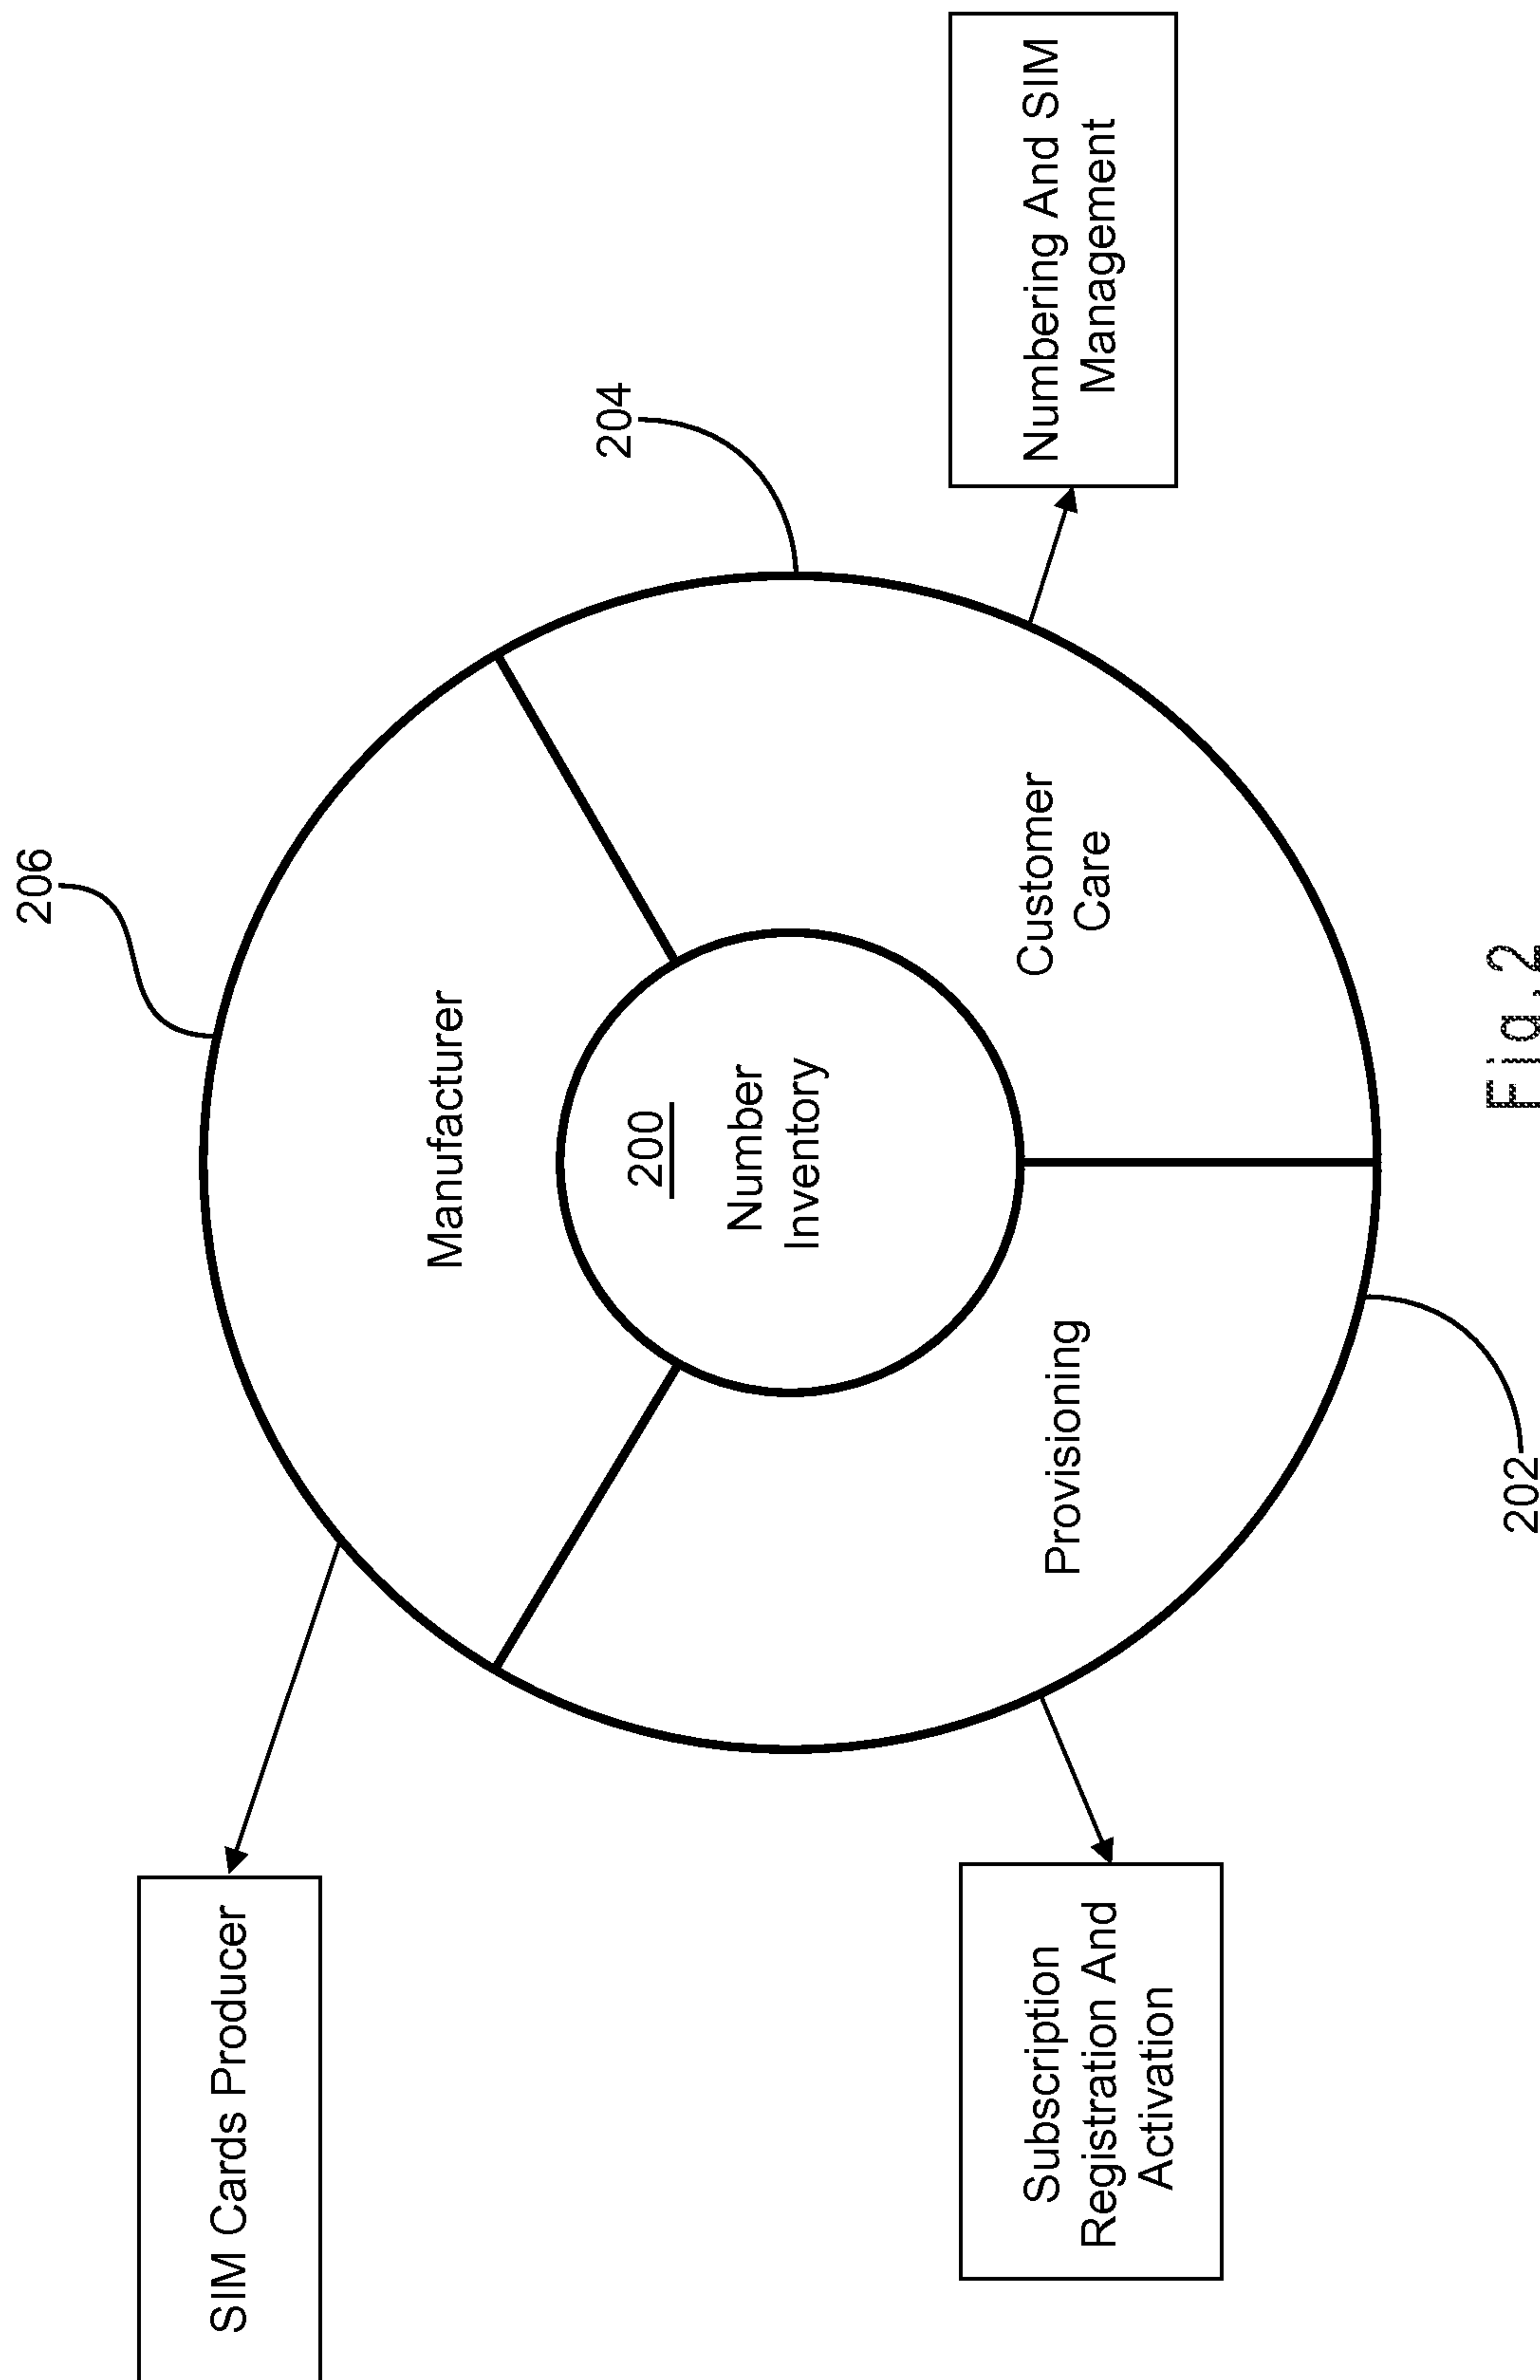 SIM Cards Producer
206
Manufacturer
204
200
Number
Inventory
Customer
Care
Provisioning
Numbering And SIM
Management
Subscription
Registration And
Activation
202
Fig.2